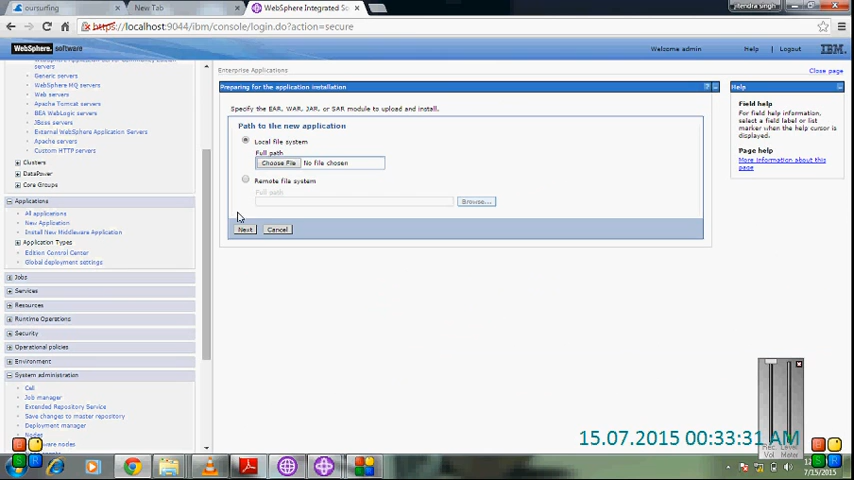 oursurfing
New Tab
WebSphere Integrated So
jitendra singh
https://localhost:9044/ibm/console/login.do?action=secure
WebSphere. software
Welcome admin
Help
Logout
IBM.
Generic servers
WebSphere MQ servers
Web servers
Apache Tomcat servers
BEA WebLogic servers
JBoss servers
External WebSphere Application Servers
Apache servers
Custom HTTP servers
Clusters
DataPower
Core Groups
Applications
All applications
New Application
Install New Middleware Application
Application Types
Edition Control Center
Global deployment settings
Jobs
Services
Resources
Runtime Operations
Security
Operational policies
Environment
System administration
Cell
Job manager
Extended Repository Service
Save changes to master repository
Deployment manager
Nodes
Enterprise Applications
Close page
Preparing for the application installation
Specify the EAR, WAR, JAR, or SAR module to upload and install.
Path to the new application
Local file system
Full path
Choose File
No file chosen
Remote file system
Full path
Browse...
Next
Cancel
Help
Field help
For field help information, select a field label or list marker when the help cursor is displayed.
Page help
More information about this page
Rec. Vol
Level Meter
15.07.2015 00:33:31 AM
7/15/2015